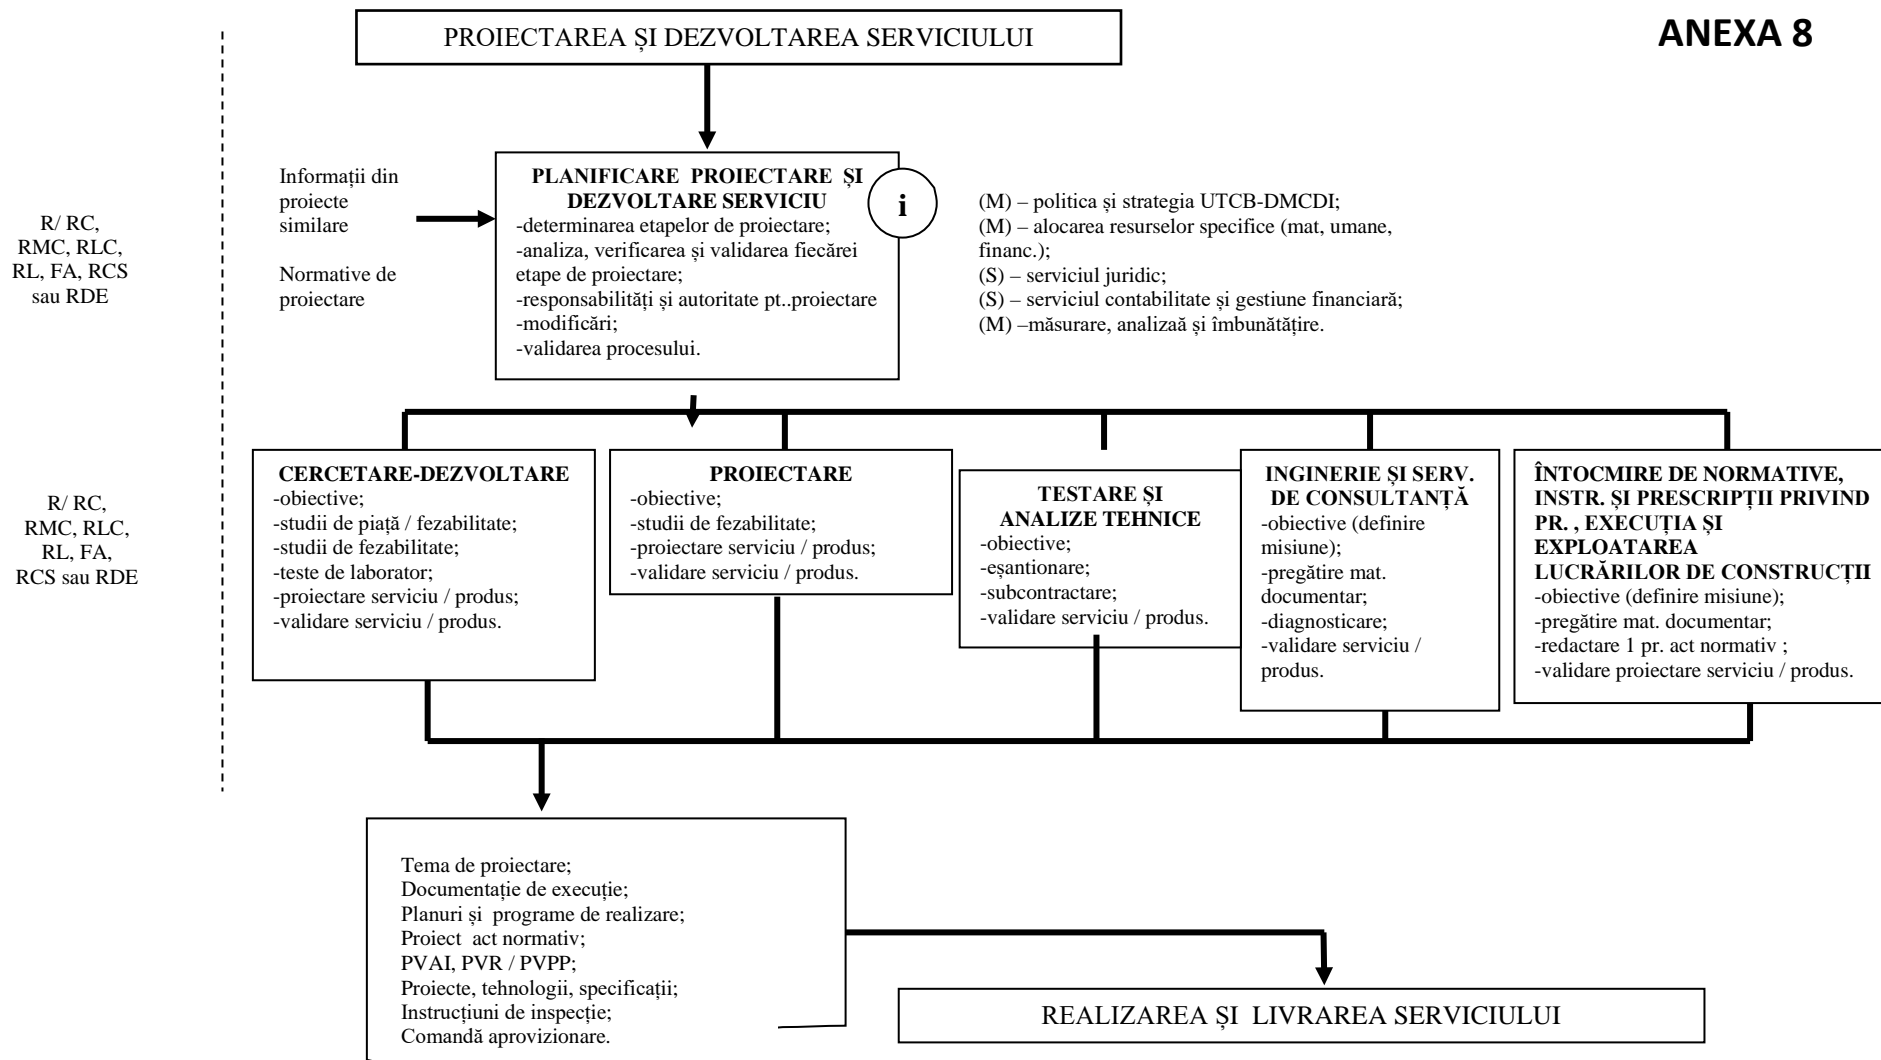 PROIECTAREA ȘI DEZVOLTAREA SERVICIULUI
ANEXA 8
R/ RC,
RMC, RLC,
RL, FA, RCS
sau RDE
Informații din
proiecte
similare
Normative de
proiectare
PLANIFICARE PROIECTARE ȘI
DEZVOLTARE SERVICIU
-determinarea etapelor de proiectare;
-analiza, verificarea și validarea fiecărei
etape de proiectare;
-responsabilități și autoritate pt..proiectare
-modificări;
-validarea procesului.
i
(M) – politica și strategia UTCB-DMCDI;
(M) – alocarea resurselor specifice (mat, umane,
financ.);
(S) – serviciul juridic;
(S) – serviciul contabilitate și gestiune financiară;
(M) –măsurare, analizaă și îmbunătățire.
R/ RC,
RMC, RLC,
RL, FA,
RCS sau RDE
CERCETARE-DEZVOLTARE
-obiective;
-studii de piață / fezabilitate;
-studii de fezabilitate;
-teste de laborator;
-proiectare serviciu / produs;
-validare serviciu / produs.
PROIECTARE
-obiective;
-studii de fezabilitate;
-proiectare serviciu / produs;
-validare serviciu / produs.
TESTARE ȘI
ANALIZE TEHNICE
-obiective;
-eșantionare;
-subcontractare;
-validare serviciu / produs.
INGINERIE ȘI SERV.
DE CONSULTANȚĂ
-obiective (definire
misiune);
-pregătire mat.
documentar;
-diagnosticare;
-validare serviciu /
produs.
ÎNTOCMIRE DE NORMATIVE,
INSTR. ȘI PRESCRIPȚII PRIVIND
PR. , EXECUȚIA ȘI
EXPLOATAREA
LUCRĂRILOR DE CONSTRUCȚII
-obiective (definire misiune);
-pregătire mat. documentar;
-redactare 1 pr. act normativ ;
-validare proiectare serviciu / produs.
Tema de proiectare;
Documentație de execuție;
Planuri și programe de realizare;
Proiect act normativ;
PVAI, PVR / PVPP;
Proiecte, tehnologii, specificații;
Instrucțiuni de inspecție;
Comandă aprovizionare.
REALIZAREA ȘI LIVRAREA SERVICIULUI